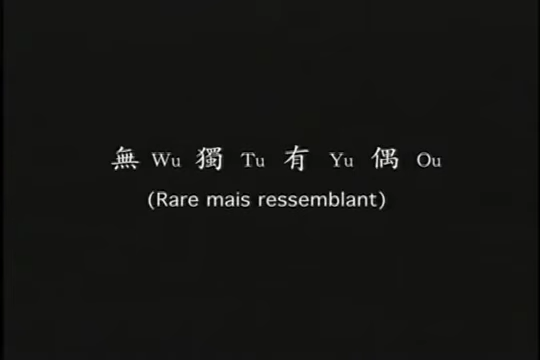 無 Wu 獨 Tu 有 Yu 偶 Ou
(Rare mais ressemblant)